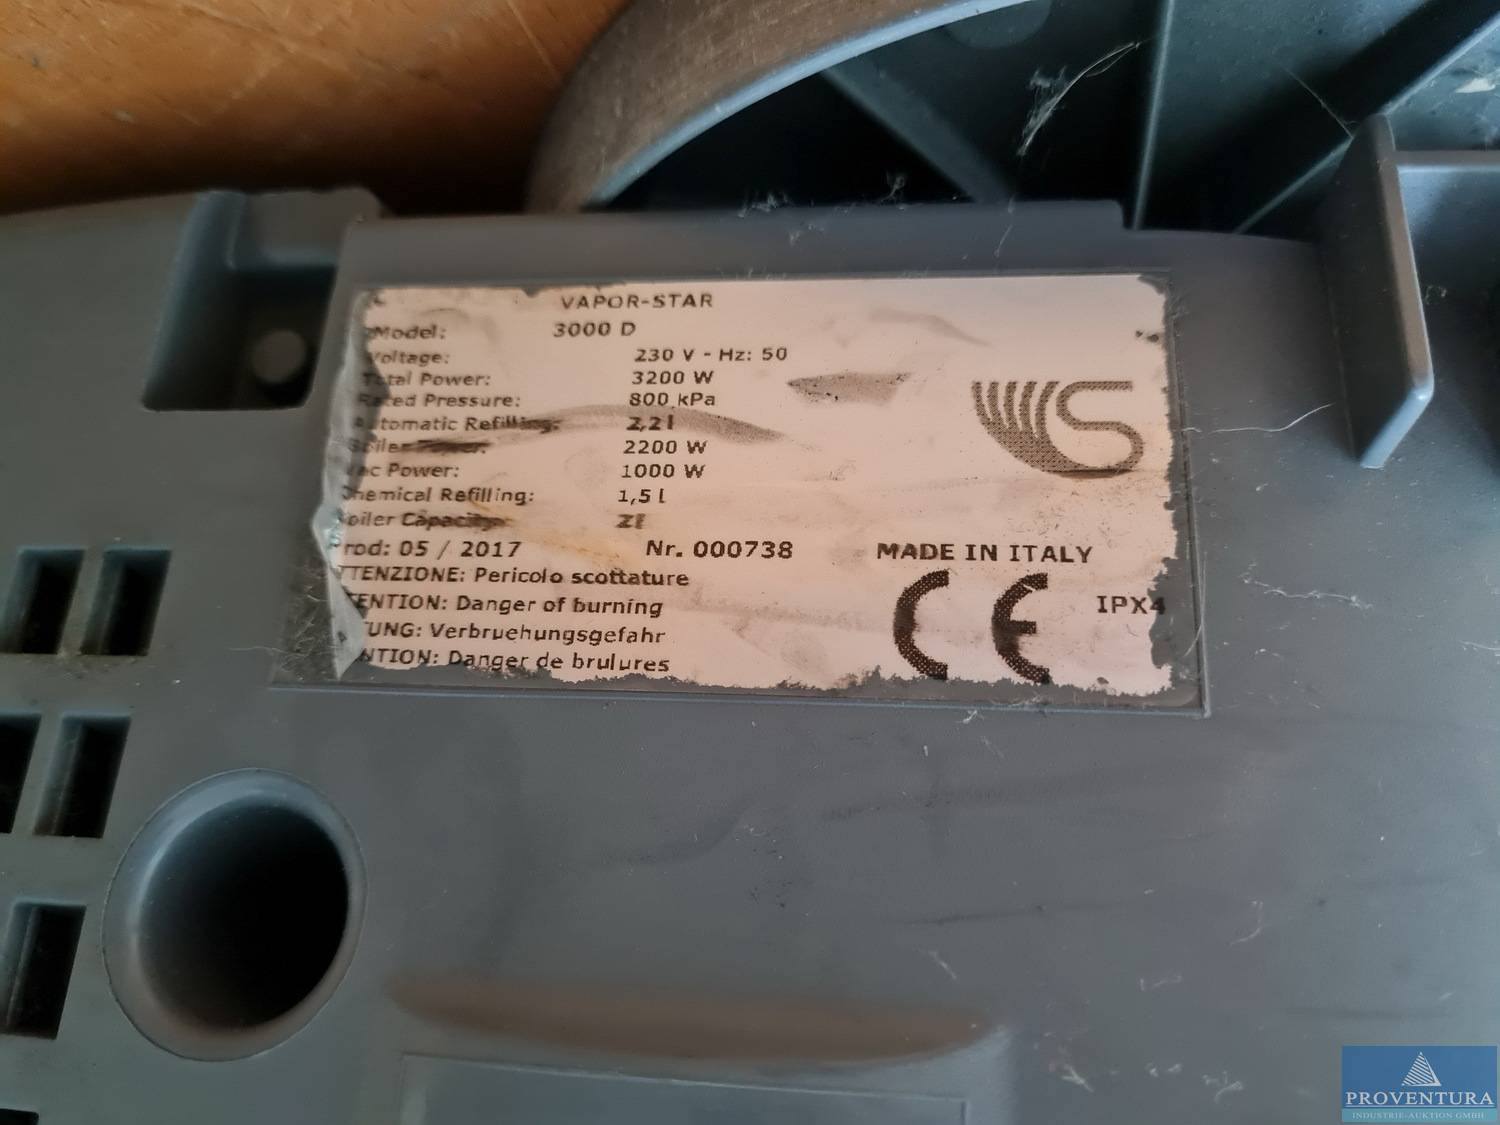 VAPOR-STAR
Model: 3000 D
Voltage: 230 V - Hz: 50
Total Power: 3200 W
Rated Pressure: 800 kPa
Automatic Refilling: 2,2 l
Boiler Power: 2200 W
Vac Power: 1000 W
Chemical Refilling: 1,5 l
Boiler Capacity: 2l
Prod: 05 / 2017 Nr. 000738 MADE IN ITALY
TTENZIONE: Pericolo scottature
TENTION: Danger of burning CE IPX4
TUNG: Verbruehungsgefahr
NTION: Danger de brulures
PROVENTURA
INDUSTRIE-AUKTION GMBH